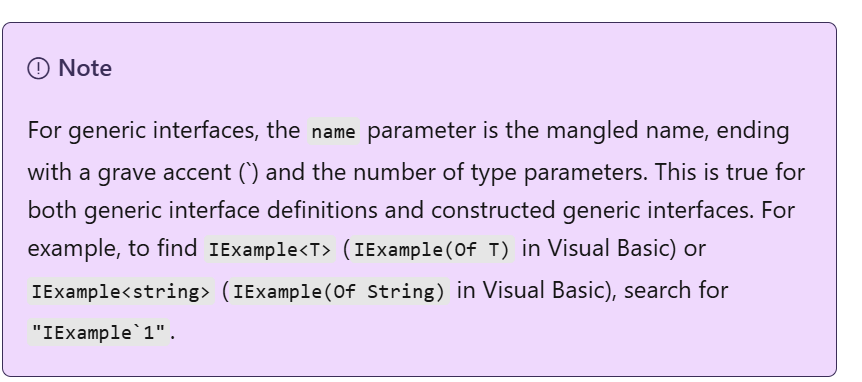 Note
For generic interfaces, the name parameter is the mangled name, ending
with a grave accent (`) and the number of type parameters. This is true for
both generic interface definitions and constructed generic interfaces. For
example, to find IExample<T> (IExample(Of T) in Visual Basic) or
IExample<string> (IExample(Of String) in Visual Basic), search for
"IExample`1".